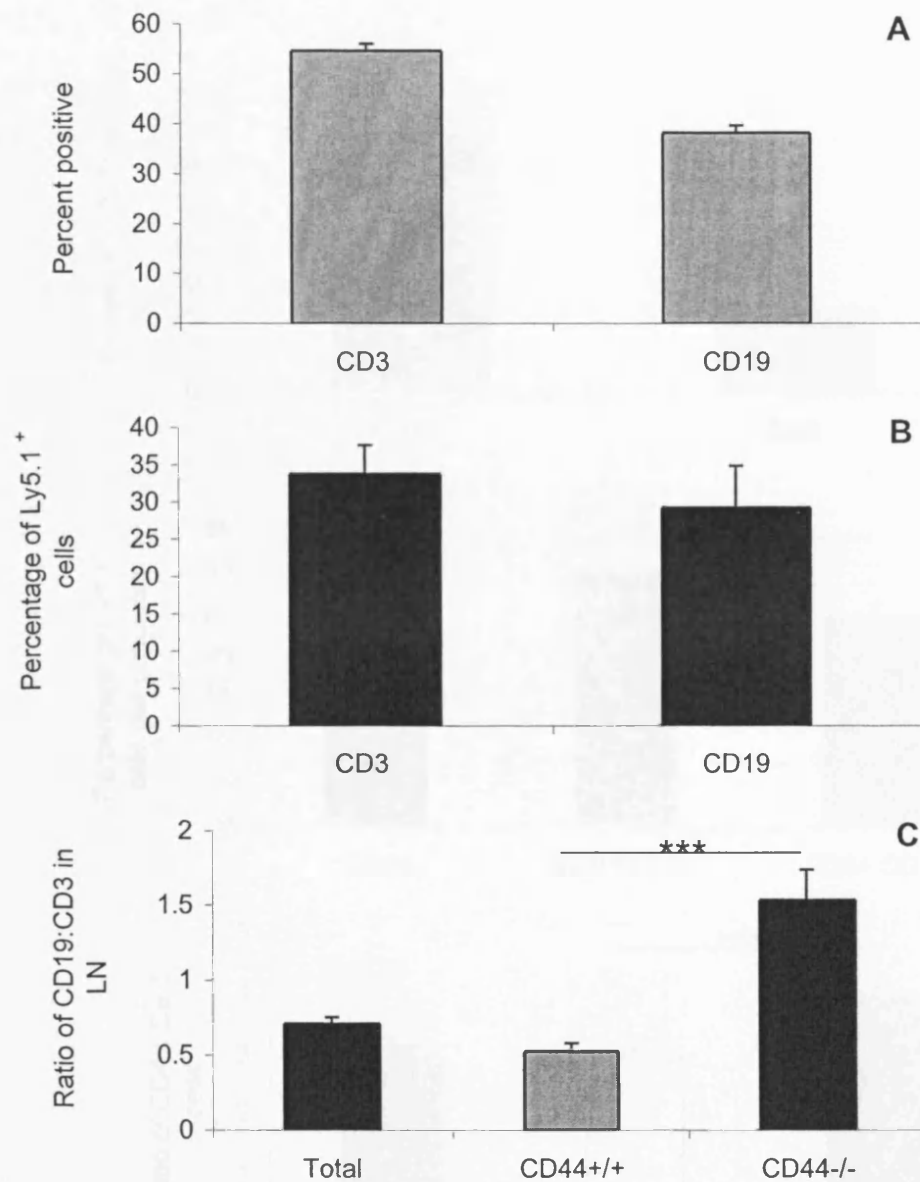 A
Percent positive
60
50
40
30
20
10
0
CD3 CD19
B
Percentage of Ly5.1 +
cells
40
35
30
25
20
15
10
5
0
CD3 CD19
C
Ratio of CD19:CD3 in
LN
2
1.5
1
0.5
0
***
Total CD44+/+ CD44-/-